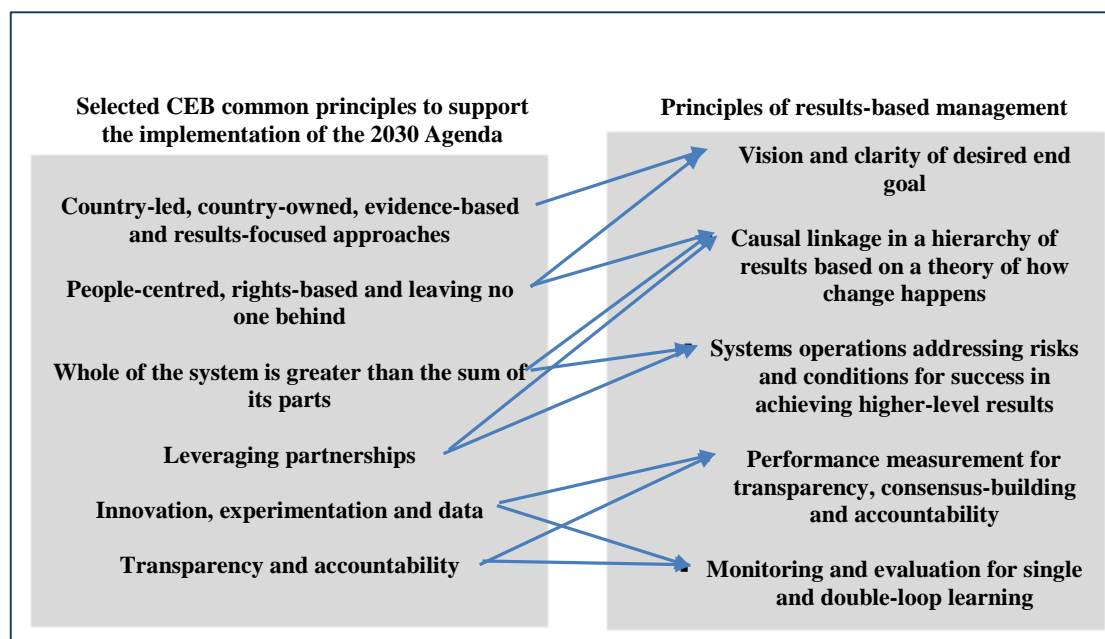 Selected CEB common principles to support
the implementation of the 2030 Agenda
Country-led, country-owned, evidence-based
and results-focused approaches
People-centred, rights-based and leaving no
one behind
Whole of the system is greater than the sum of
its parts
Leveraging partnerships
Innovation, experimentation and data
Transparency and accountability
Principles of results-based management
Vision and clarity of desired end
goal
Causal linkage in a hierarchy of
results based on a theory of how
change happens
Systems operations addressing risks
and conditions for success in
achieving higher-level results
Performance measurement for
transparency, consensus-building
and accountability
Monitoring and evaluation for single
and double-loop learning